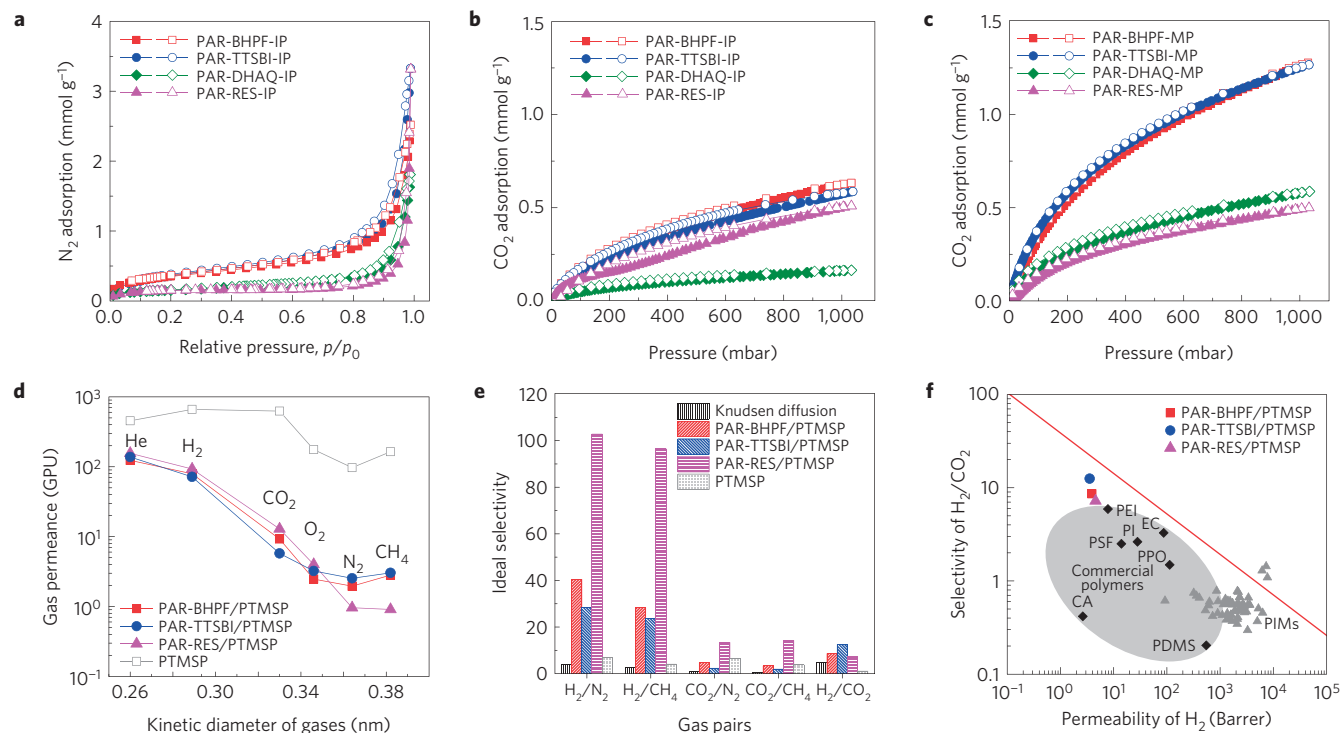 a
4
3
2
1
0
N₂ adsorption (mmol g⁻¹)
PAR-BHPF-IP
PAR-TTSBI-IP
PAR-DHAQ-IP
PAR-RES-IP
0.0 0.2 0.4 0.6 0.8 1.0
Relative pressure, p/p₀
b
1.5
1.0
0.5
0.0
CO₂ adsorption (mmol g⁻¹)
PAR-BHPF-IP
PAR-TTSBI-IP
PAR-DHAQ-IP
PAR-RES-IP
0 200 400 600 800 1,000
Pressure (mbar)
c
1.5
1.0
0.5
0.0
CO₂ adsorption (mmol g⁻¹)
PAR-BHPF-MP
PAR-TTSBI-MP
PAR-DHAQ-MP
PAR-RES-MP
0 200 400 600 800 1,000
Pressure (mbar)
d
10³
10²
10¹
10⁰
10⁻¹
Gas permeance (GPU)
He
H₂
CO₂
O₂
N₂
CH₄
PAR-BHPF/PTMSP
PAR-TTSBI/PTMSP
PAR-RES/PTMSP
PTMSP
0.26 0.30 0.34 0.38
Kinetic diameter of gases (nm)
e
120
100
80
60
40
20
0
Ideal selectivity
Knudsen diffusion
PAR-BHPF/PTMSP
PAR-TTSBI/PTMSP
PAR-RES/PTMSP
PTMSP
H₂/N₂ H₂/CH₄ CO₂/N₂ CO₂/CH₄ H₂/CO₂
Gas pairs
f
100
10
1
0.1
Selectivity of H₂/CO₂
PAR-BHPF/PTMSP
PAR-TTSBI/PTMSP
PAR-RES/PTMSP
PEI
PI
EC
PSF
PPO
Commercial
polymers
CA
PIMs
PDMS
10⁻¹ 10⁰ 10¹ 10² 10³ 10⁴ 10⁵
Permeability of H₂ (Barrer)